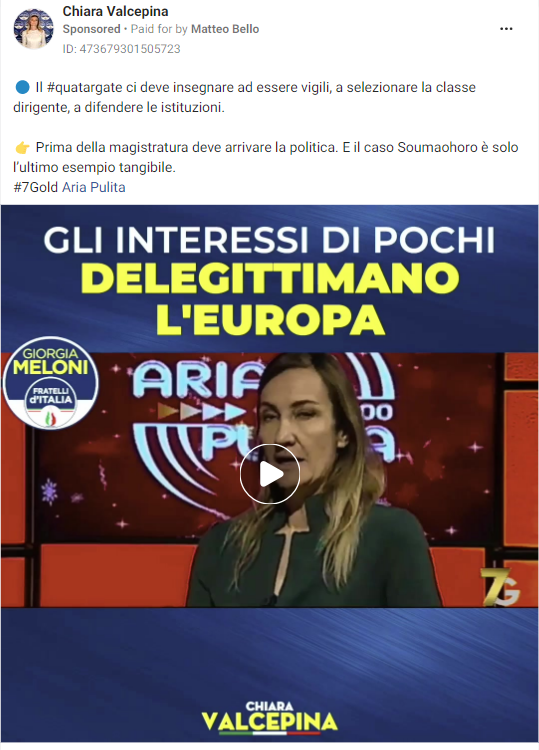 Chiara Valcepina
Sponsored • Paid for by Matteo Bello
ID: 473679301505723
🔵 Il #quatargate ci deve insegnare ad essere vigili, a selezionare la classe
dirigente, a difendere le istituzioni.
👉 Prima della magistratura deve arrivare la politica. E il caso Soumaohoro è solo
l'ultimo esempio tangibile.
#7Gold Aria Pulita
GLI INTERESSI DI POCHI
DELEGITTIMANO
L'EUROPA
GIORGIA
MELONI
FRATELLI
d'ITALIA
ARIA
PU
A
7G
CHIARA
VALCEPINA